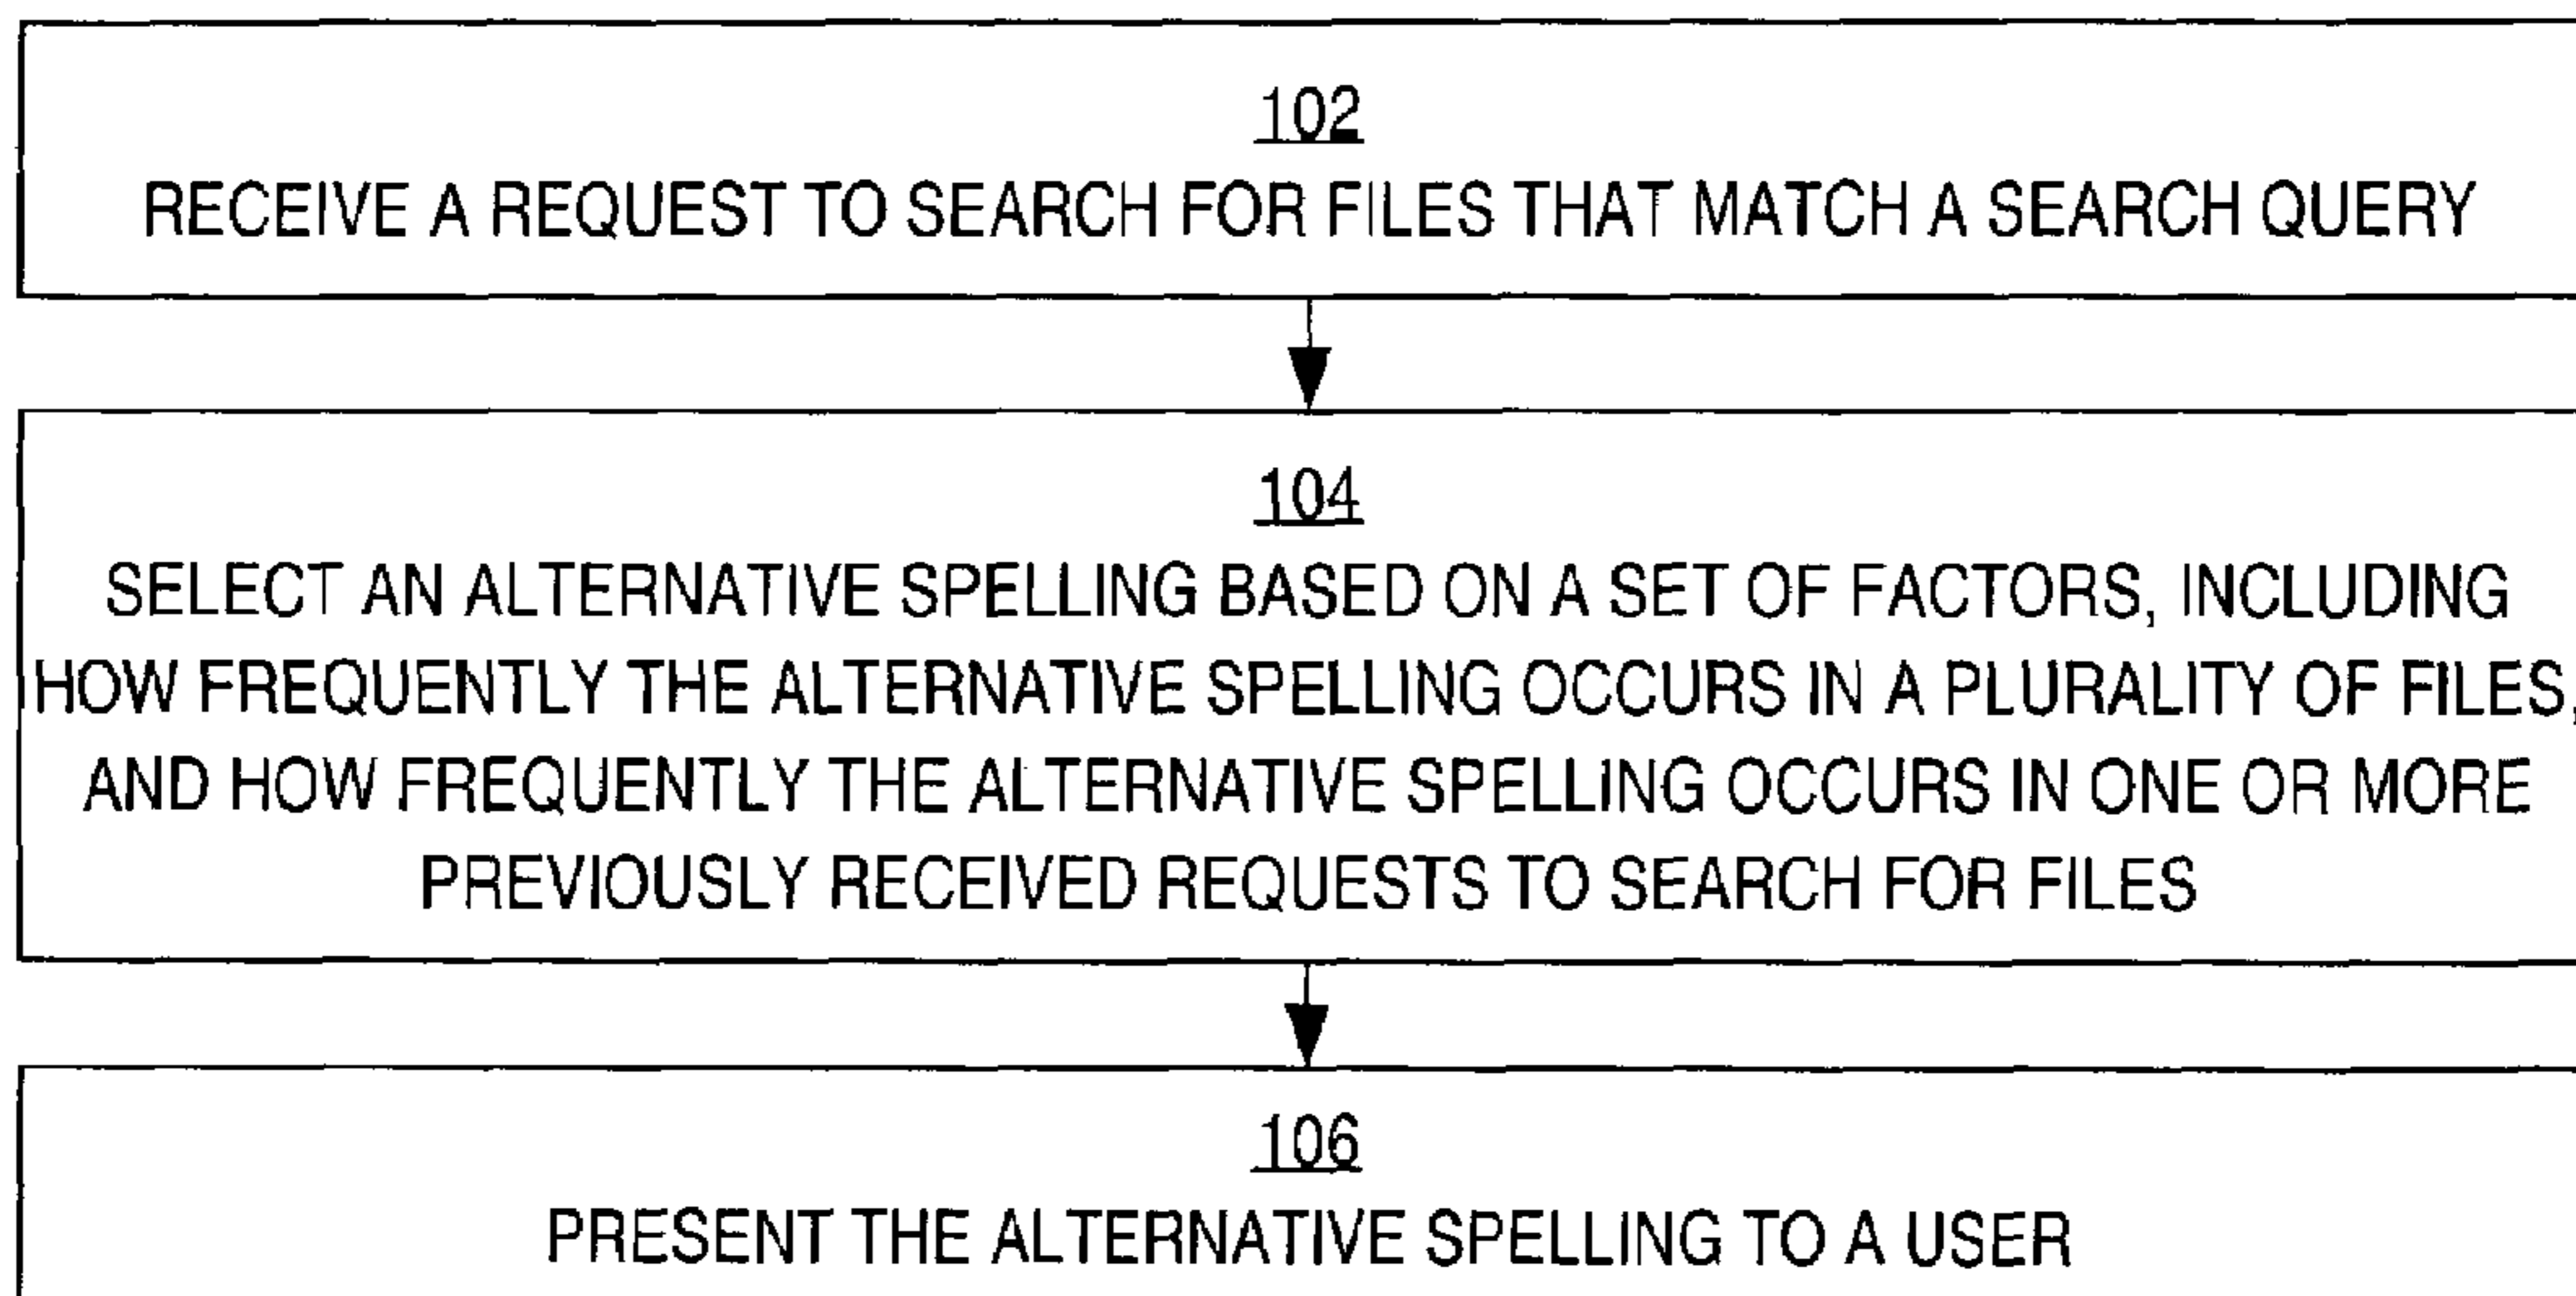 102
RECEIVE A REQUEST TO SEARCH FOR FILES THAT MATCH A SEARCH QUERY
104
SELECT AN ALTERNATIVE SPELLING BASED ON A SET OF FACTORS, INCLUDING
HOW FREQUENTLY THE ALTERNATIVE SPELLING OCCURS IN A PLURALITY OF FILES,
AND HOW FREQUENTLY THE ALTERNATIVE SPELLING OCCURS IN ONE OR MORE
PREVIOUSLY RECEIVED REQUESTS TO SEARCH FOR FILES
106
PRESENT THE ALTERNATIVE SPELLING TO A USER